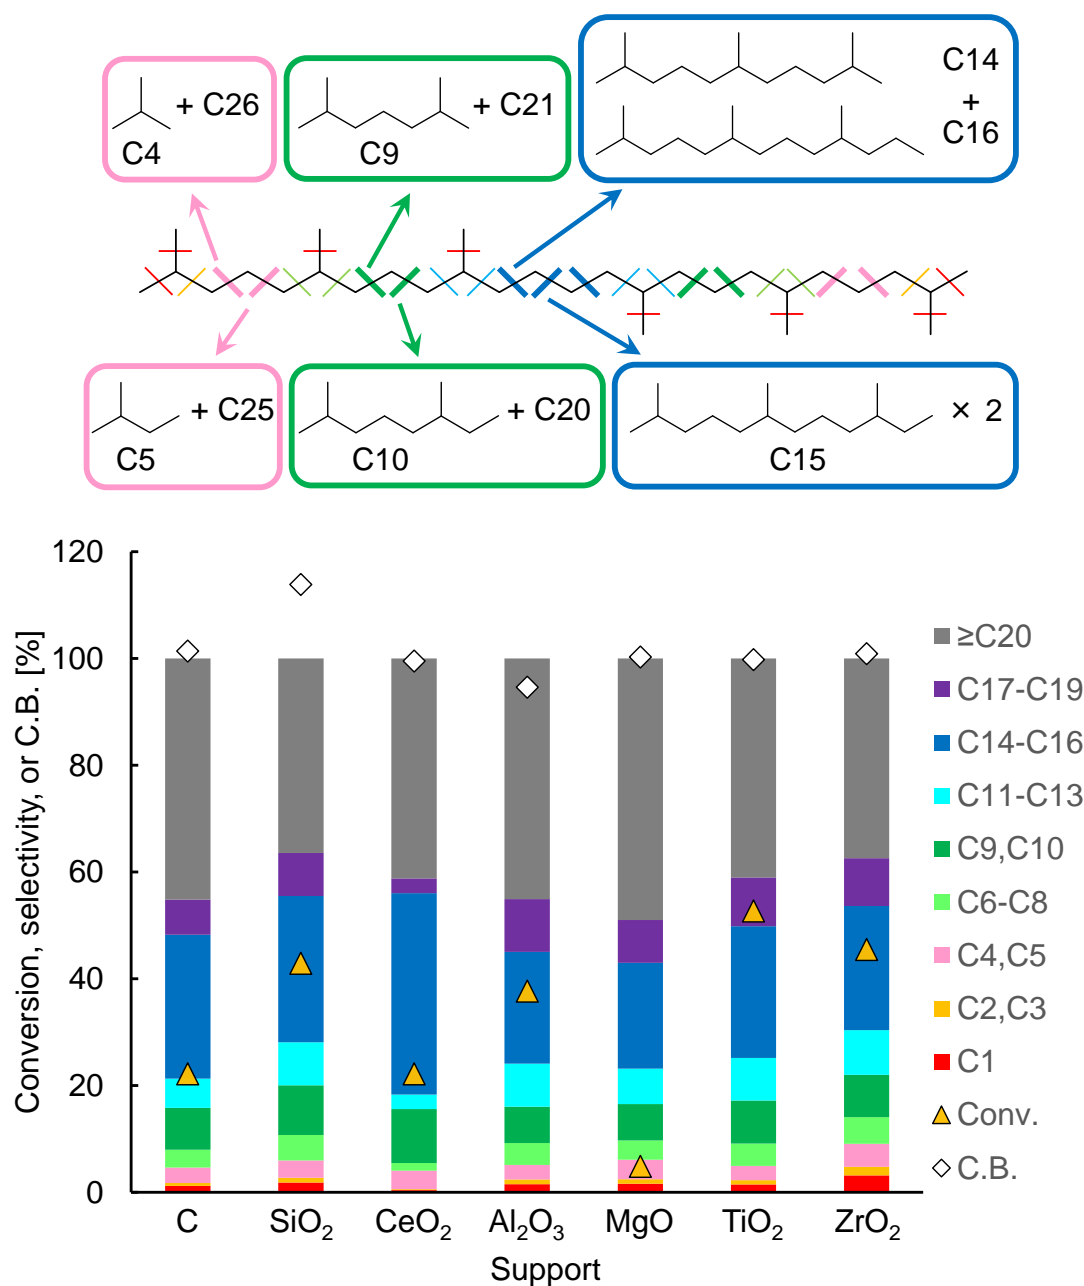 C14
+ C26
+ C21
+
C4
C9
C16
+ C25
+ C20
× 2
C5
C10
C15
Conversion, selectivity, or C.B. [%]
120
100
80
60
40
20
0
≥C20
C17-C19
C14-C16
C11-C13
C9,C10
C6-C8
C4,C5
C2,C3
C1
Conv.
C.B.
C SiO₂ CeO₂ Al₂O₃ MgO TiO₂ ZrO₂
Support